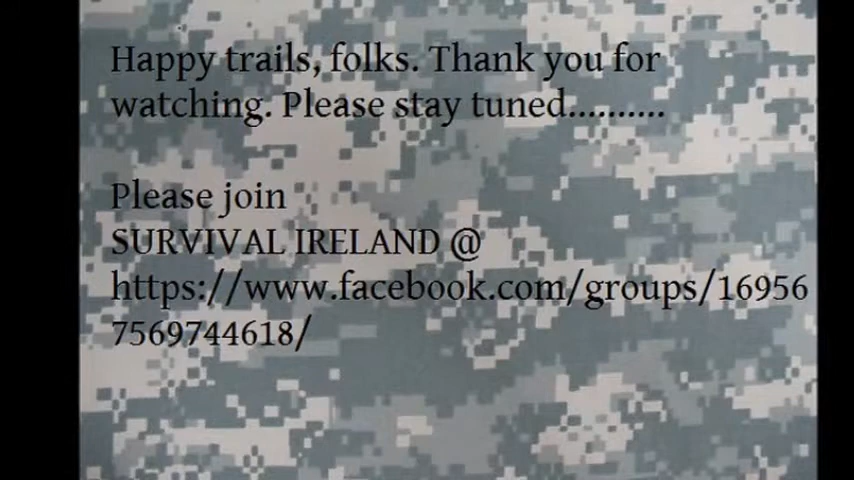 Happy trails, folks. Thank you for
watching. Please stay tuned..........
Please join
SURVIVAL IRELAND @
https://www.facebook.com/groups/16956
7569744618/